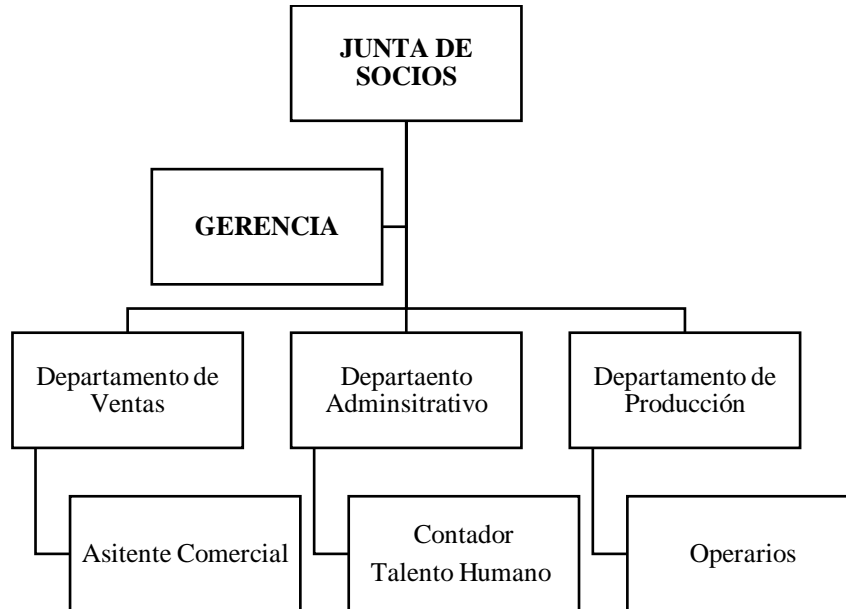 JUNTA DE
SOCIOS
GERENCIA
Departamento de
Ventas
Departaento
Adminsitrativo
Departamento de
Producción
Asitente Comercial
Contador
Talento Humano
Operarios